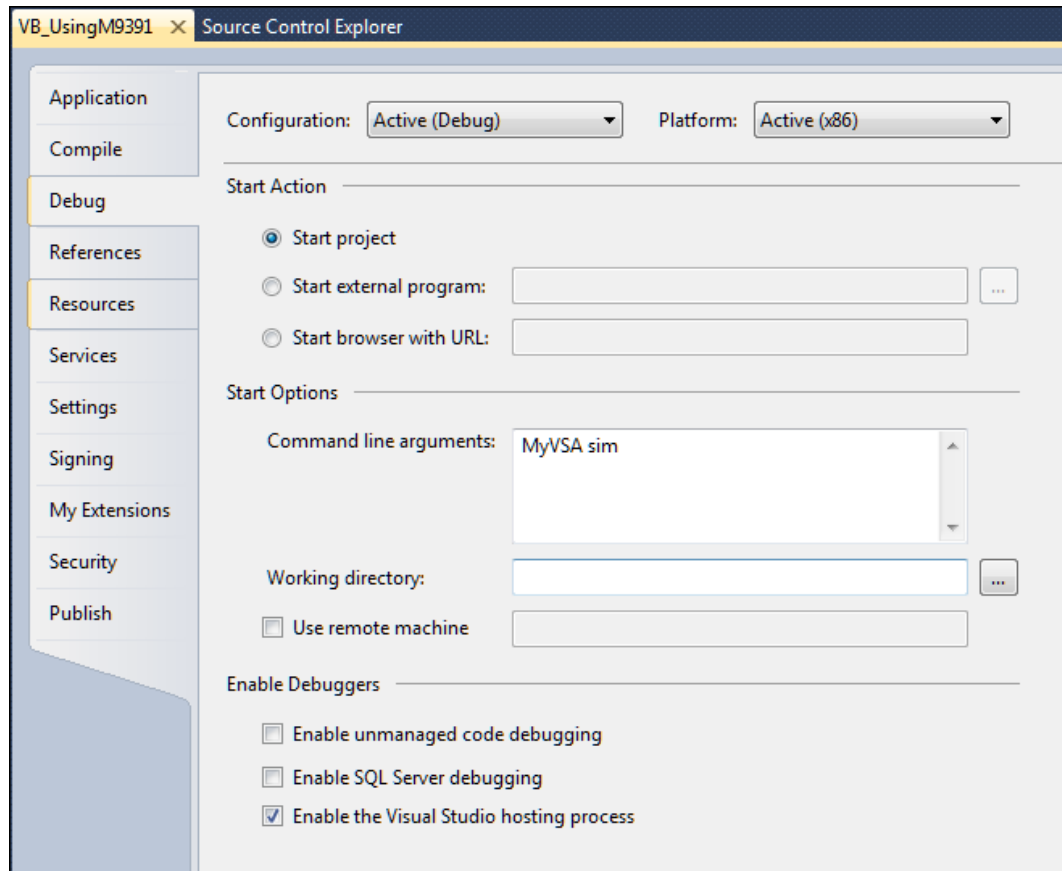 VB_UsingM9391 × Source Control Explorer
Application
Compile
Debug
References
Resources
Services
Settings
Signing
My Extensions
Security
Publish
Configuration: Active (Debug) Platform: Active (x86)
Start Action
Start project
Start external program: ...
Start browser with URL:
Start Options
Command line arguments: MyVSA sim
Working directory: ...
Use remote machine
Enable Debuggers
Enable unmanaged code debugging
Enable SQL Server debugging
Enable the Visual Studio hosting process